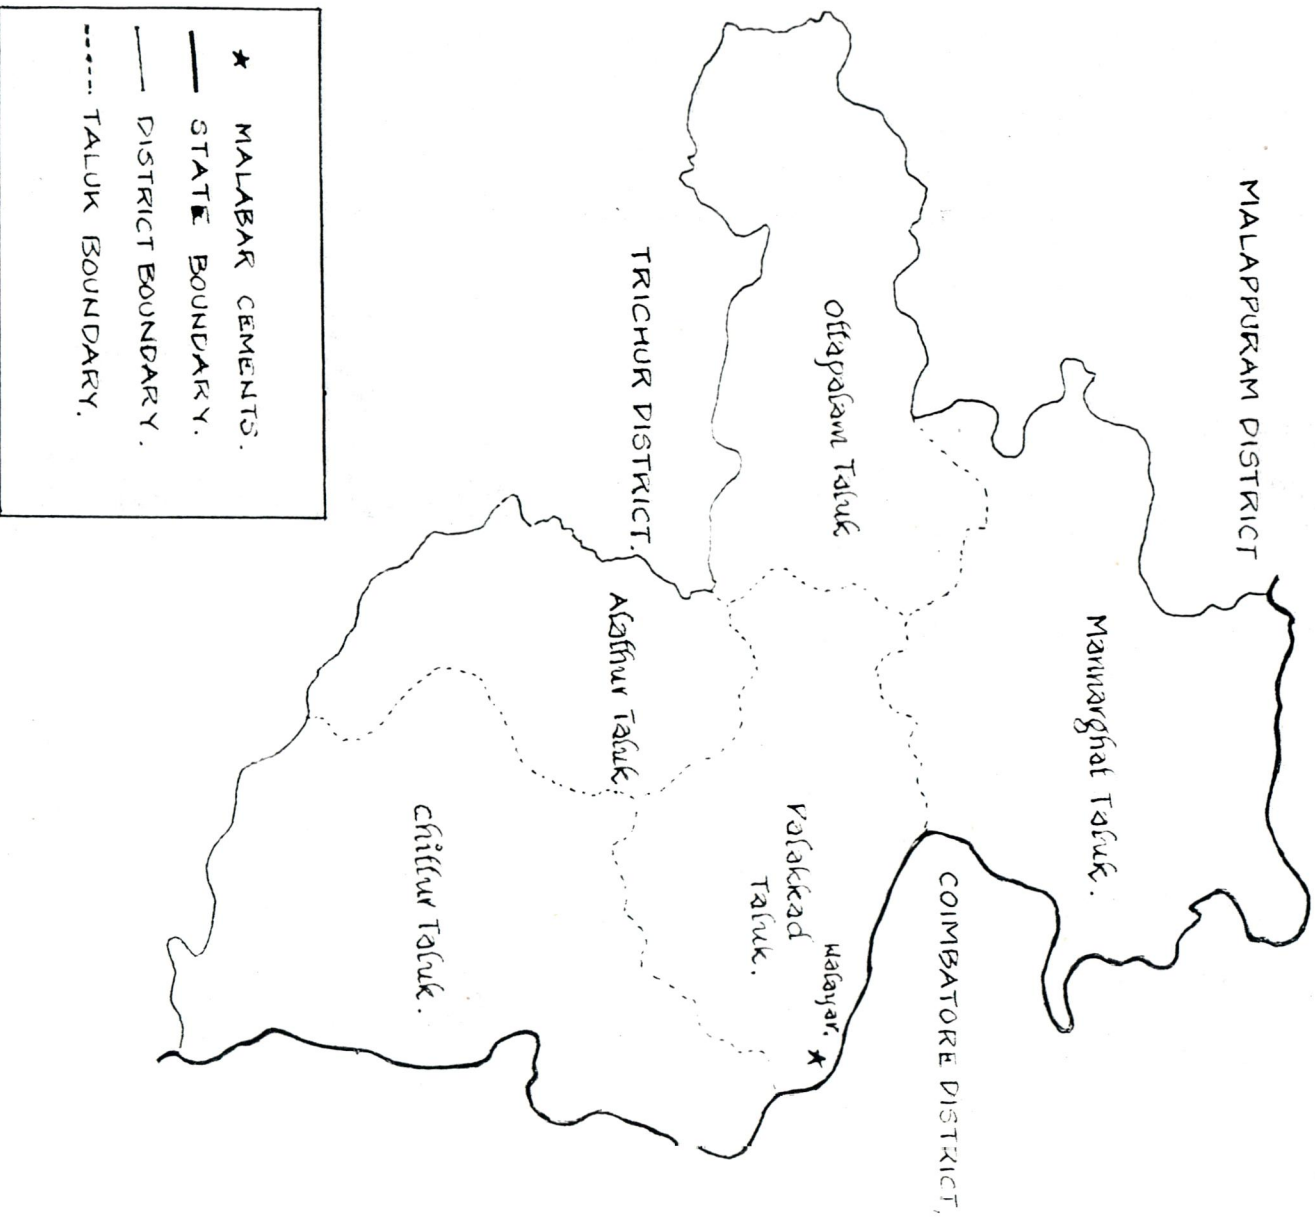 MALAPPURAM DISTRICT
Mannarghat Taluk.
COIMBATORE DISTRICT,
Ottapalam Taluk
Walayar.
Palakkad
Taluk.
TRICHUR DISTRICT.
Alathur Taluk.
Chittur Taluk.
MALABAR CEMENTS.
STATE BOUNDARY.
DISTRICT BOUNDARY.
TALUK BOUNDARY.